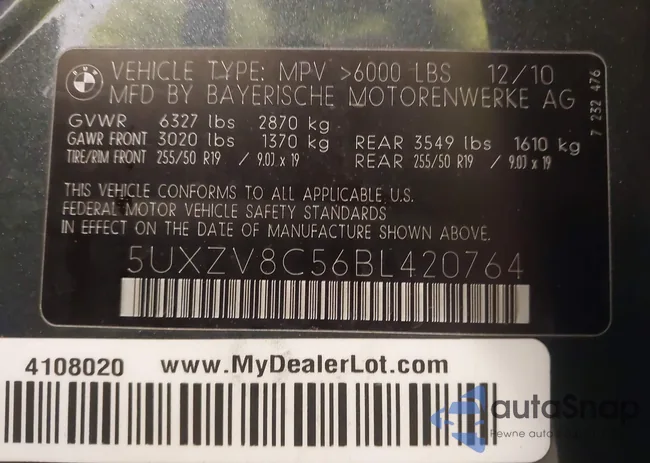 BMW
VEHICLE TYPE: MPV >6000 LBS 12/10
MFD BY BAYERISCHE MOTORENWERKE AG
GVWR 6327 lbs 2870 kg
GAWR FRONT 3020 lbs 1370 kg REAR 3549 lbs 1610 kg
TIRE/RIM FRONT 255/50 R19 / 9.0J x 19 REAR 255/50 R19 / 9.0J x 19
7 232 476
THIS VEHICLE CONFORMS TO ALL APPLICABLE U.S.
FEDERAL MOTOR VEHICLE SAFETY STANDARDS
IN EFFECT ON THE DATE OF MANUFACTURE SHOWN ABOVE.
5UXZV8C56BL420764
4108020 www.MyDealerLot.com
autoSnap
Pewne auto